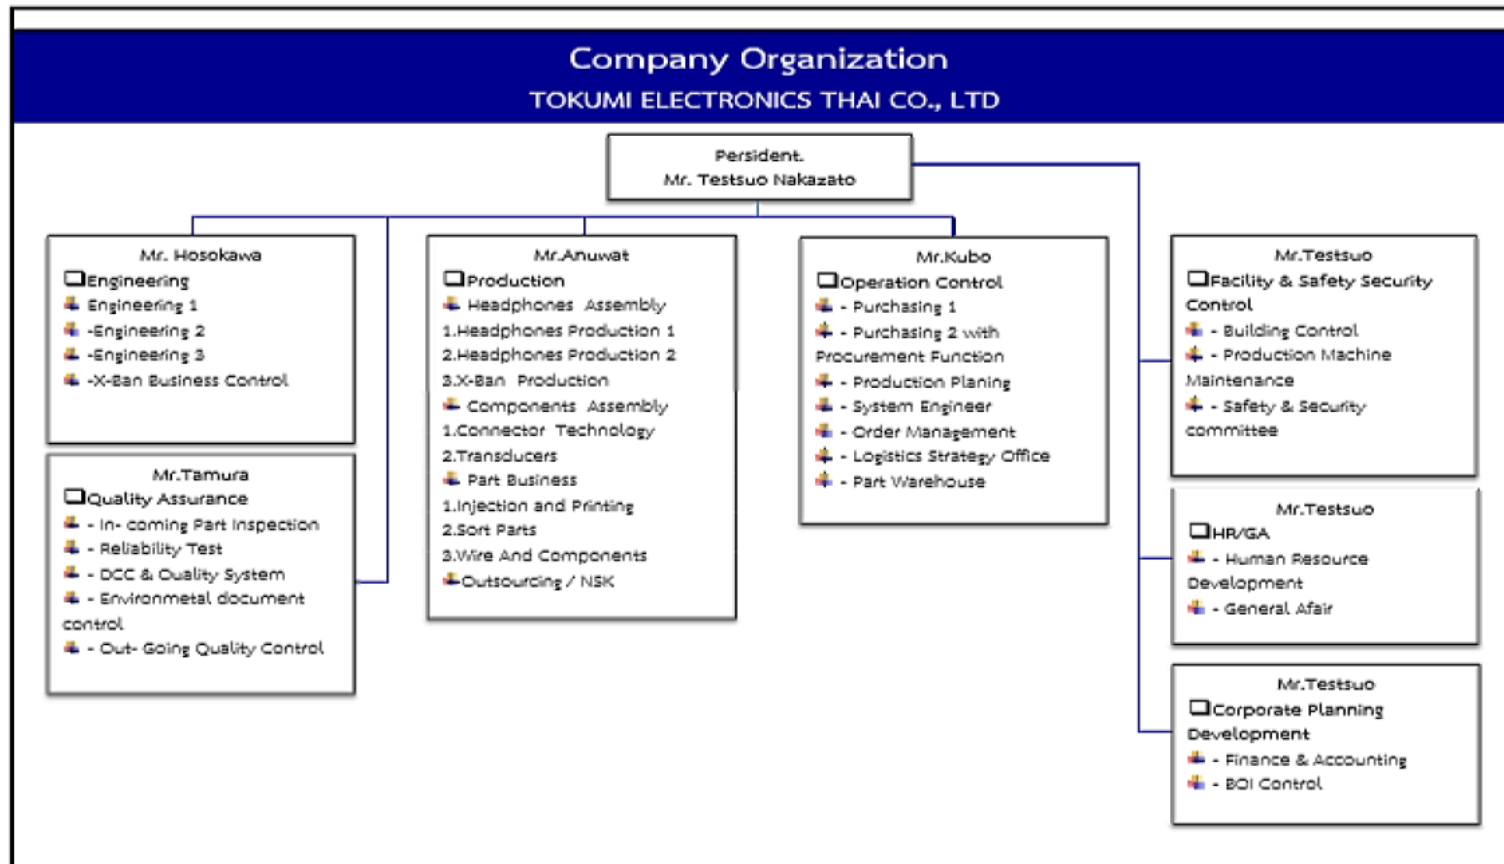 Company Organization
TOKUMI ELECTRONICS THAI CO., LTD
Persident.
Mr. Testsuo Nakazato
Mr. Hosokawa
Engineering
Engineering 1
-Engineering 2
-Engineering 3
-X-Ban Business Control
Mr.Tamura
Quality Assurance
- In- coming Part Inspection
- Reliability Test
- DCC & Quality System
- Environmetal document
control
- Out- Going Quality Control
Mr.Anuwat
Production
Headphones Assembly
1.Headphones Production 1
2.Headphones Production 2
3.X-Ban Production
Components Assembly
1.Connector Technology
2.Transducers
Part Business
1.Injection and Printing
2.Sort Parts
3.Wire And Components
Outsourcing / NSK
Mr.Kubo
Operation Control
- Purchasing 1
- Purchasing 2 with
Procurement Function
- Production Planing
- System Engineer
- Order Management
- Logistics Strategy Office
- Part Warehouse
Mr.Testsuo
Facility & Safety Security
Control
- Building Control
- Production Machine
Maintenance
- Safety & Security
committee
Mr.Testsuo
HR/GA
- Human Resource
Development
- General Afair
Mr.Testsuo
Corporate Planning
Development
- Finance & Accounting
- BOI Control